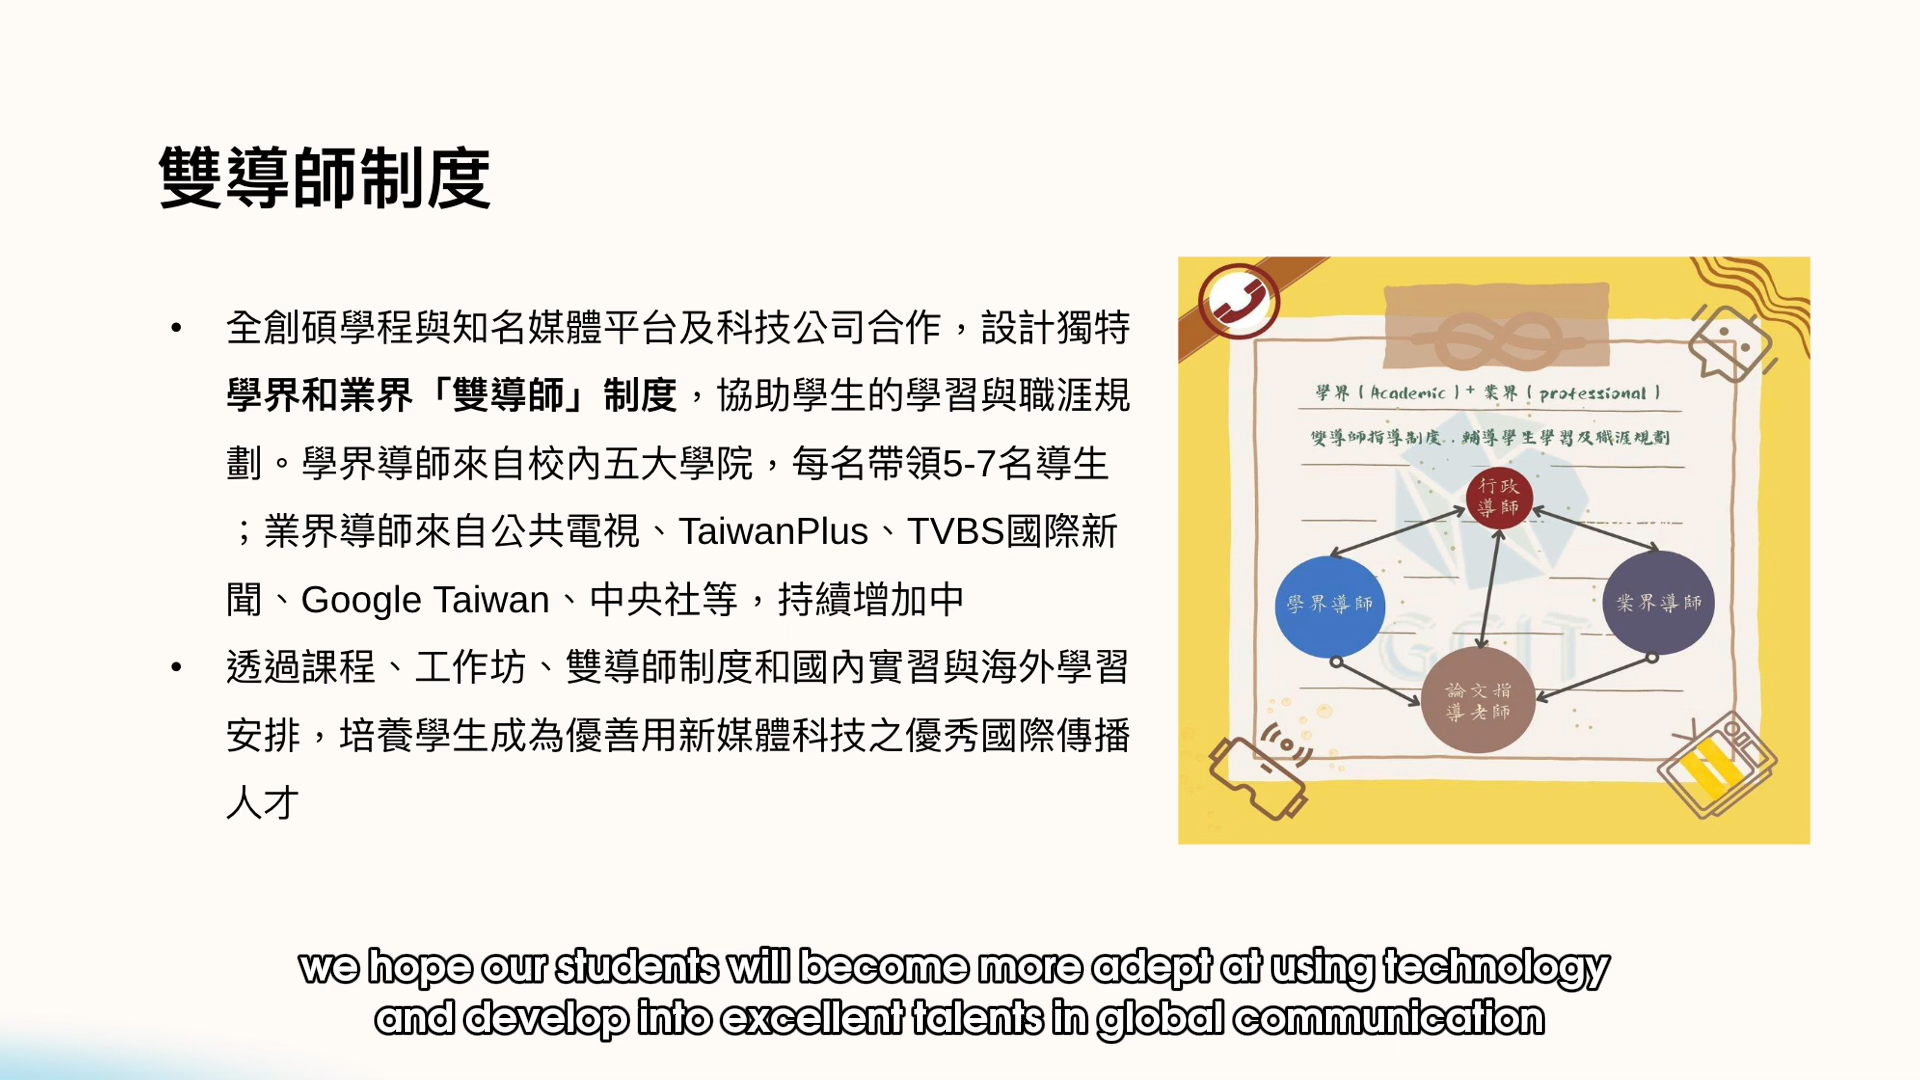 雙導師制度
• 全創碩學程與知名媒體平台及科技公司合作，設計獨特
學界和業界「雙導師」制度，協助學生的學習與職涯規
劃。學界導師來自校內五大學院，每名帶領5-7名導生
；業界導師來自公共電視、TaiwanPlus、TVBS國際新
聞、Google Taiwan、中央社等，持續增加中
• 透過課程、工作坊、雙導師制度和國內實習與海外學習
安排，培養學生成為優善用新媒體科技之優秀國際傳播
人才
學界(Academic)+業界(professional)
雙導師指導制度..輔導學生學習及職涯規劃
行政
導師
學界導師
業界導師
GCIT
論文指
導老師
we hope our students will become more adept at using technology
and develop into excellent talents in global communication